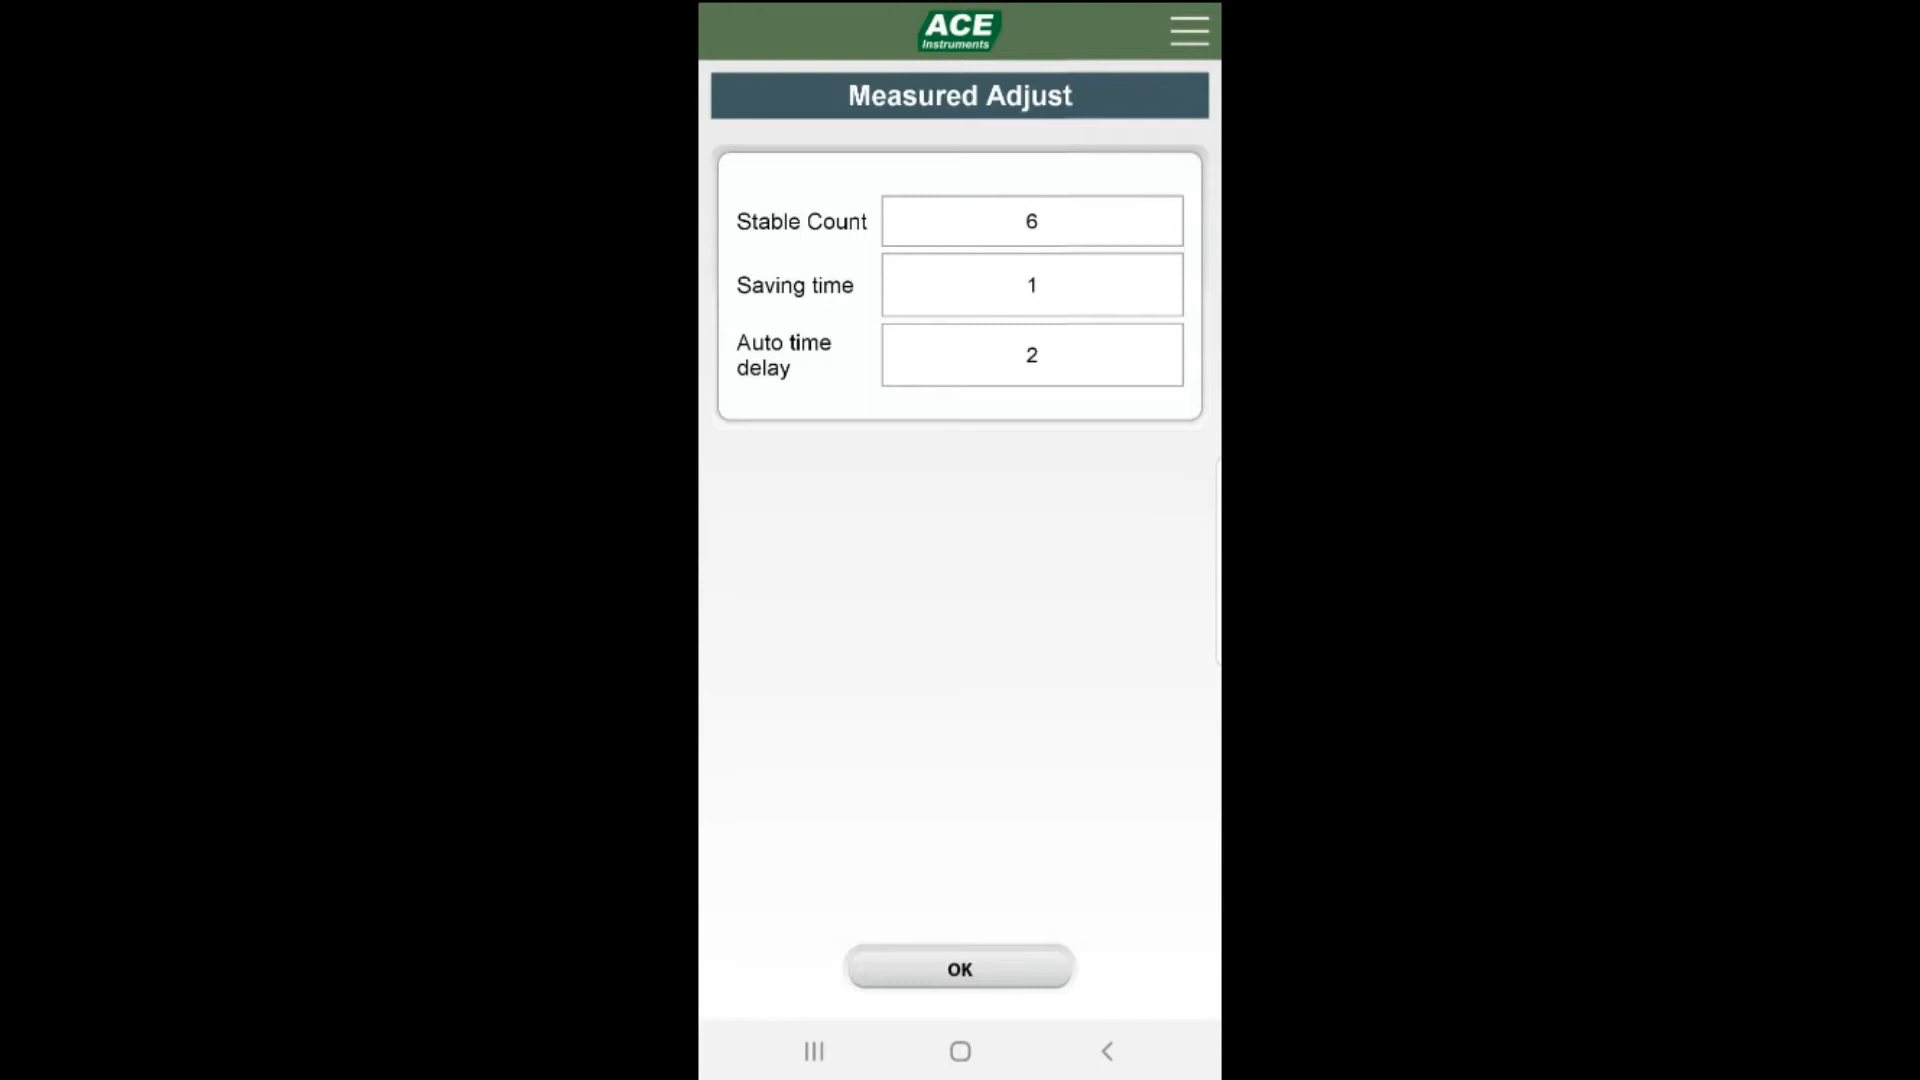 ACE
Instruments
Measured Adjust
Stable Count 6
Saving time 1
Auto time
delay 2
OK